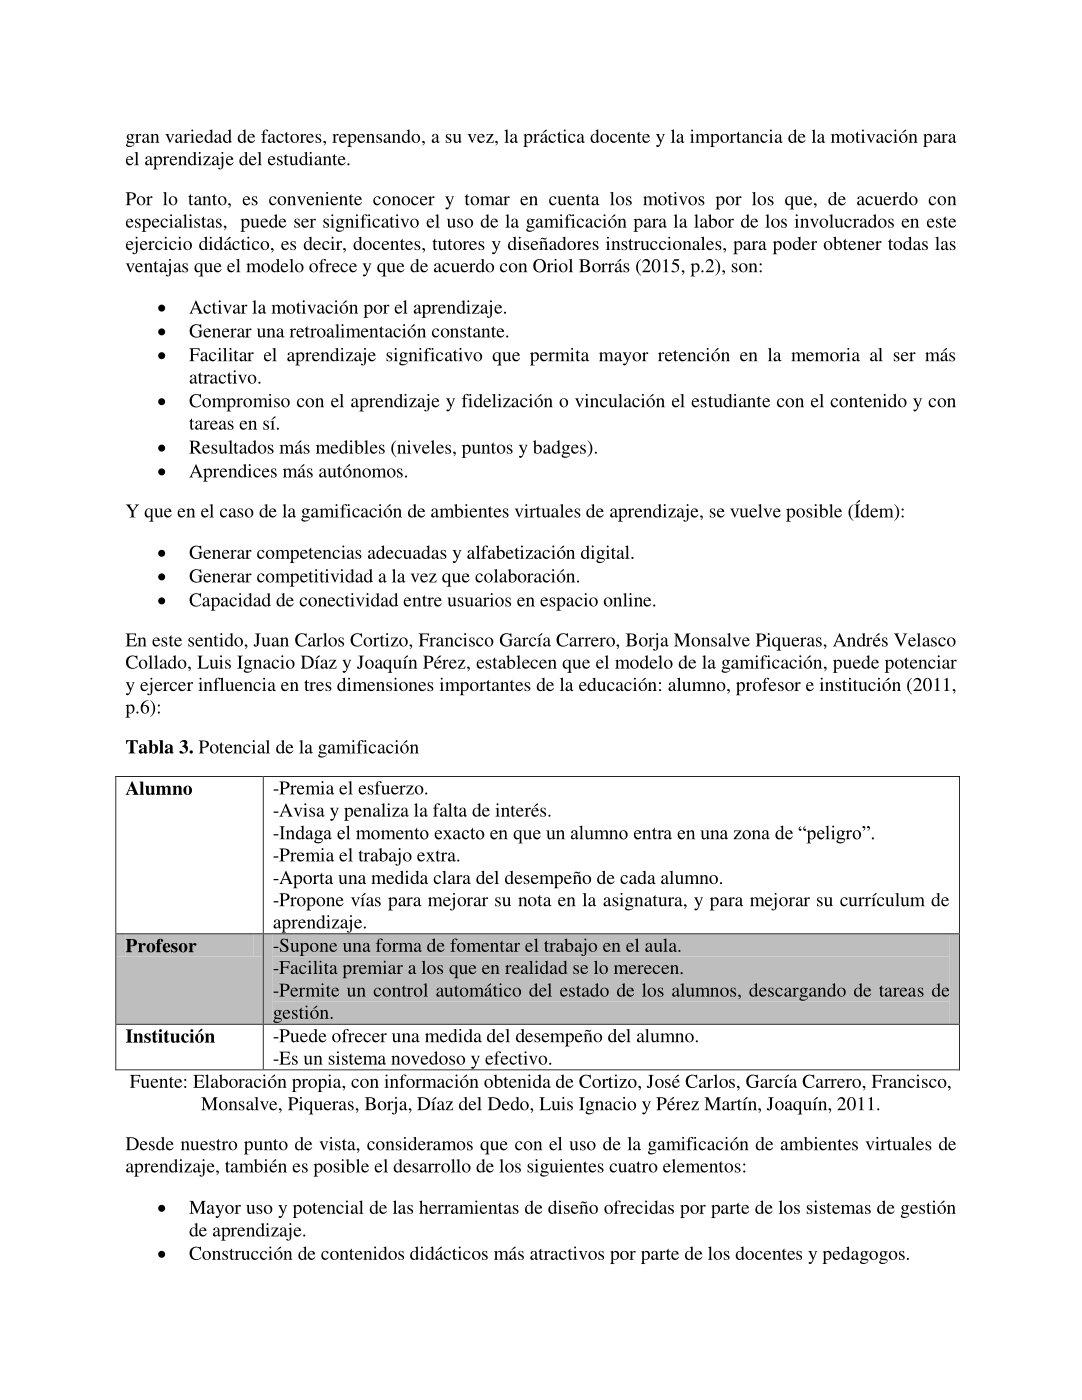 gran variedad de factores, repensando, a su vez, la práctica docente y la importancia de la motivación para
el aprendizaje del estudiante.
Por lo tanto, es conveniente conocer y tomar en cuenta los motivos por los que, de acuerdo con
especialistas, puede ser significativo el uso de la gamificación para la labor de los involucrados en este
ejercicio didáctico, es decir, docentes, tutores y diseñadores instruccionales, para poder obtener todas las
ventajas que el modelo ofrece y que de acuerdo con Oriol Borrás (2015, p.2), son:
• Activar la motivación por el aprendizaje.
• Generar una retroalimentación constante.
• Facilitar el aprendizaje significativo que permita mayor retención en la memoria al ser más
atractivo.
• Compromiso con el aprendizaje y fidelización o vinculación el estudiante con el contenido y con
tareas en sí.
• Resultados más medibles (niveles, puntos y badges).
• Aprendices más autónomos.
Y que en el caso de la gamificación de ambientes virtuales de aprendizaje, se vuelve posible (Ídem):
• Generar competencias adecuadas y alfabetización digital.
• Generar competitividad a la vez que colaboración.
• Capacidad de conectividad entre usuarios en espacio online.
En este sentido, Juan Carlos Cortizo, Francisco García Carrero, Borja Monsalve Piqueras, Andrés Velasco
Collado, Luis Ignacio Díaz y Joaquín Pérez, establecen que el modelo de la gamificación, puede potenciar
y ejercer influencia en tres dimensiones importantes de la educación: alumno, profesor e institución (2011,
p.6):
Tabla 3. Potencial de la gamificación
Alumno
-Premia el esfuerzo.
-Avisa y penaliza la falta de interés.
-Indaga el momento exacto en que un alumno entra en una zona de “peligro”.
-Premia el trabajo extra.
-Aporta una medida clara del desempeño de cada alumno.
-Propone vías para mejorar su nota en la asignatura, y para mejorar su currículum de
aprendizaje.
Profesor
-Supone una forma de fomentar el trabajo en el aula.
-Facilita premiar a los que en realidad se lo merecen.
-Permite un control automático del estado de los alumnos, descargando de tareas de
gestión.
Institución
-Puede ofrecer una medida del desempeño del alumno.
-Es un sistema novedoso y efectivo.
Fuente: Elaboración propia, con información obtenida de Cortizo, José Carlos, García Carrero, Francisco,
Monsalve, Piqueras, Borja, Díaz del Dedo, Luis Ignacio y Pérez Martín, Joaquín, 2011.
Desde nuestro punto de vista, consideramos que con el uso de la gamificación de ambientes virtuales de
aprendizaje, también es posible el desarrollo de los siguientes cuatro elementos:
• Mayor uso y potencial de las herramientas de diseño ofrecidas por parte de los sistemas de gestión
de aprendizaje.
• Construcción de contenidos didácticos más atractivos por parte de los docentes y pedagogos.